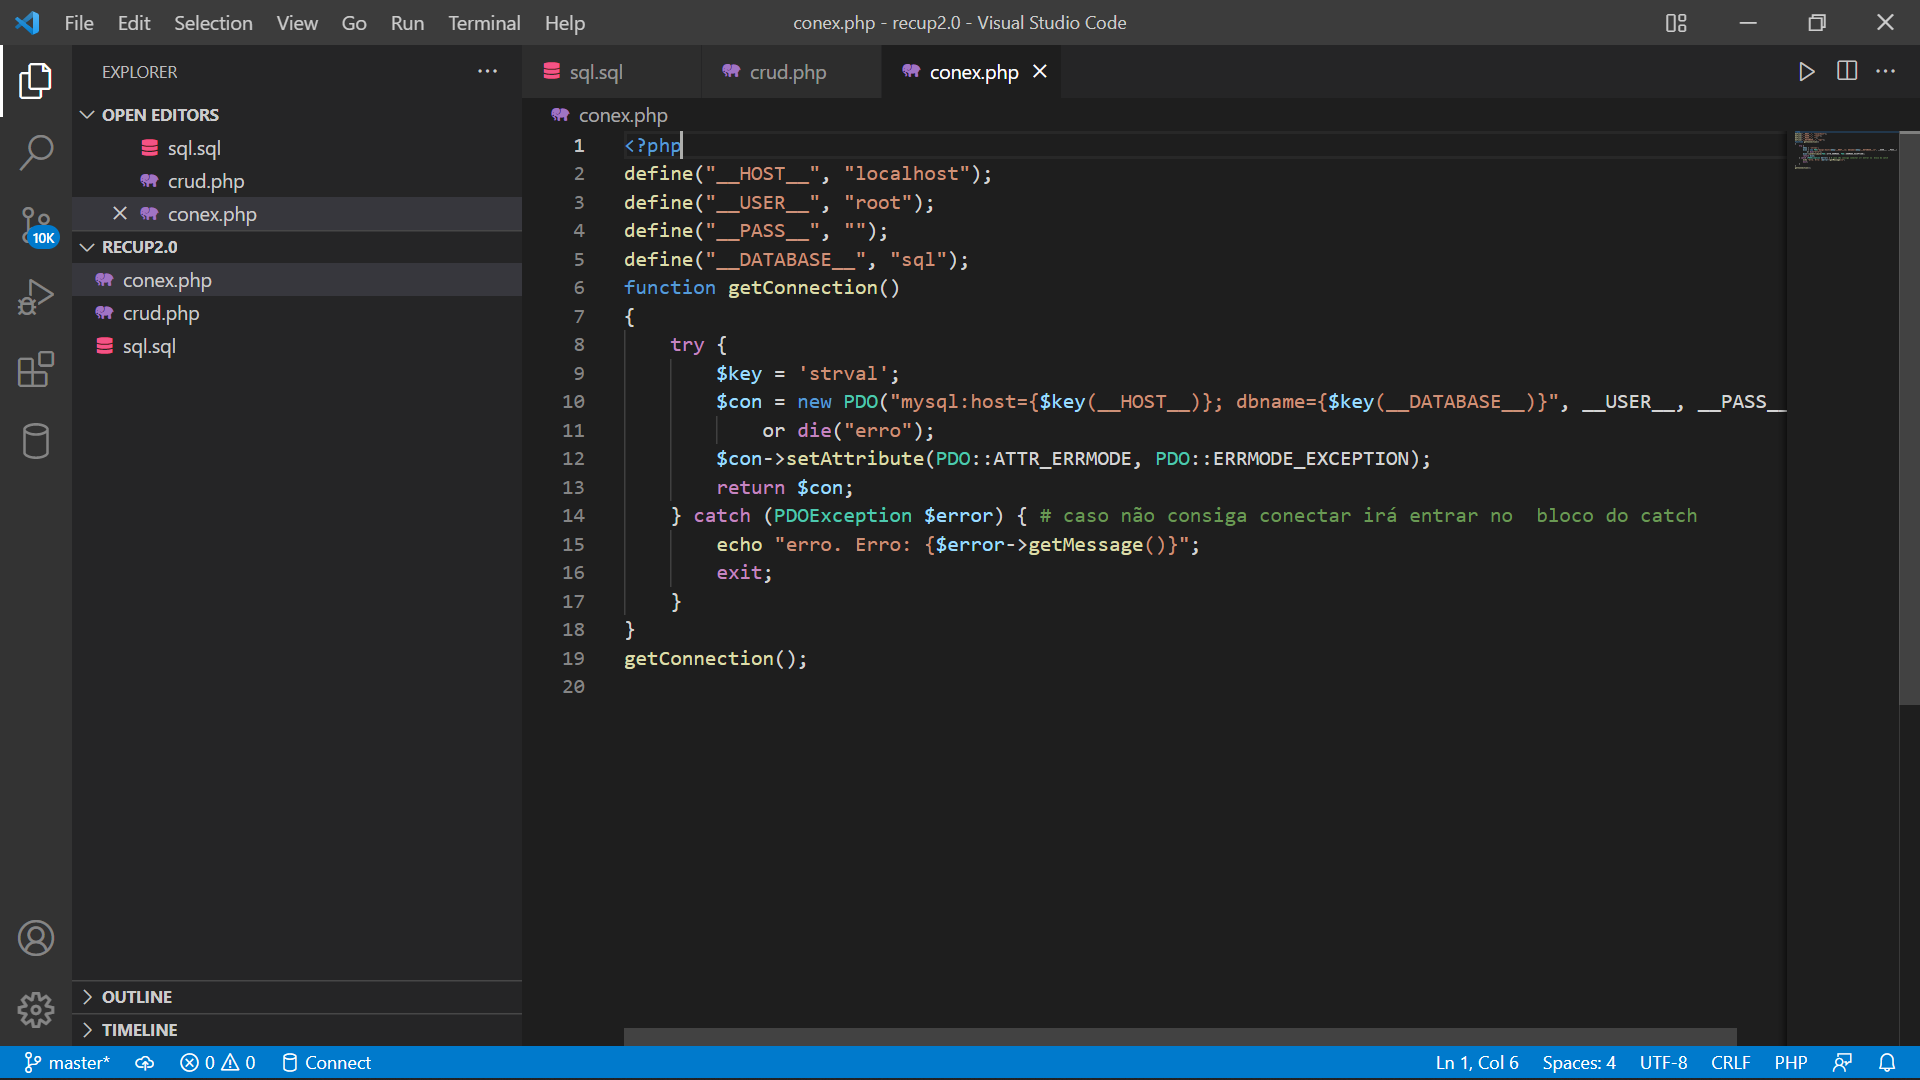 File Edit Selection View Go Run Terminal Help
conex.php - recup2.0 - Visual Studio Code
EXPLORER
OPEN EDITORS
sql.sql
crud.php
conex.php
10K
RECUP2.0
conex.php
crud.php
sql.sql
OUTLINE
TIMELINE
sql.sql crud.php conex.php
conex.php
1 <?php
2 define("__HOST__", "localhost");
3 define("__USER__", "root");
4 define("__PASS__", "");
5 define("__DATABASE__", "sql");
6 function getConnection()
7 {
8     try {
9         $key = 'strval';
10         $con = new PDO("mysql:host={$key(__HOST__)}; dbname={$key(__DATABASE__)}", __USER__, __PASS__
11             or die("erro");
12         $con->setAttribute(PDO::ATTR_ERRMODE, PDO::ERRMODE_EXCEPTION);
13         return $con;
14     } catch (PDOException $error) { # caso não consiga conectar irá entrar no  bloco do catch
15         echo "erro. Erro: {$error->getMessage()}";
16         exit;
17     }
18 }
19 getConnection();
20
master* 0 0 Connect
Ln 1, Col 6 Spaces: 4 UTF-8 CRLF PHP